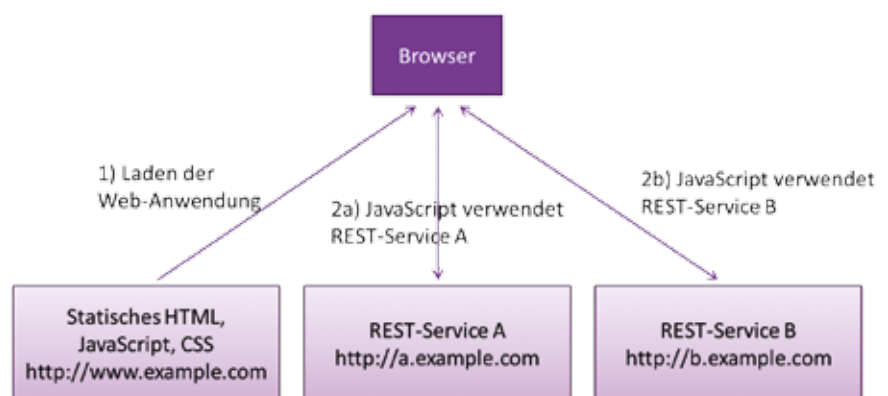 Browser
1) Laden der
Web-Anwendung
2a) JavaScript verwendet
REST-Service A
2b) JavaScript verwendet
REST-Service B
Statisches HTML,
JavaScript, CSS
http://www.example.com
REST-Service A
http://a.example.com
REST-Service B
http://b.example.com